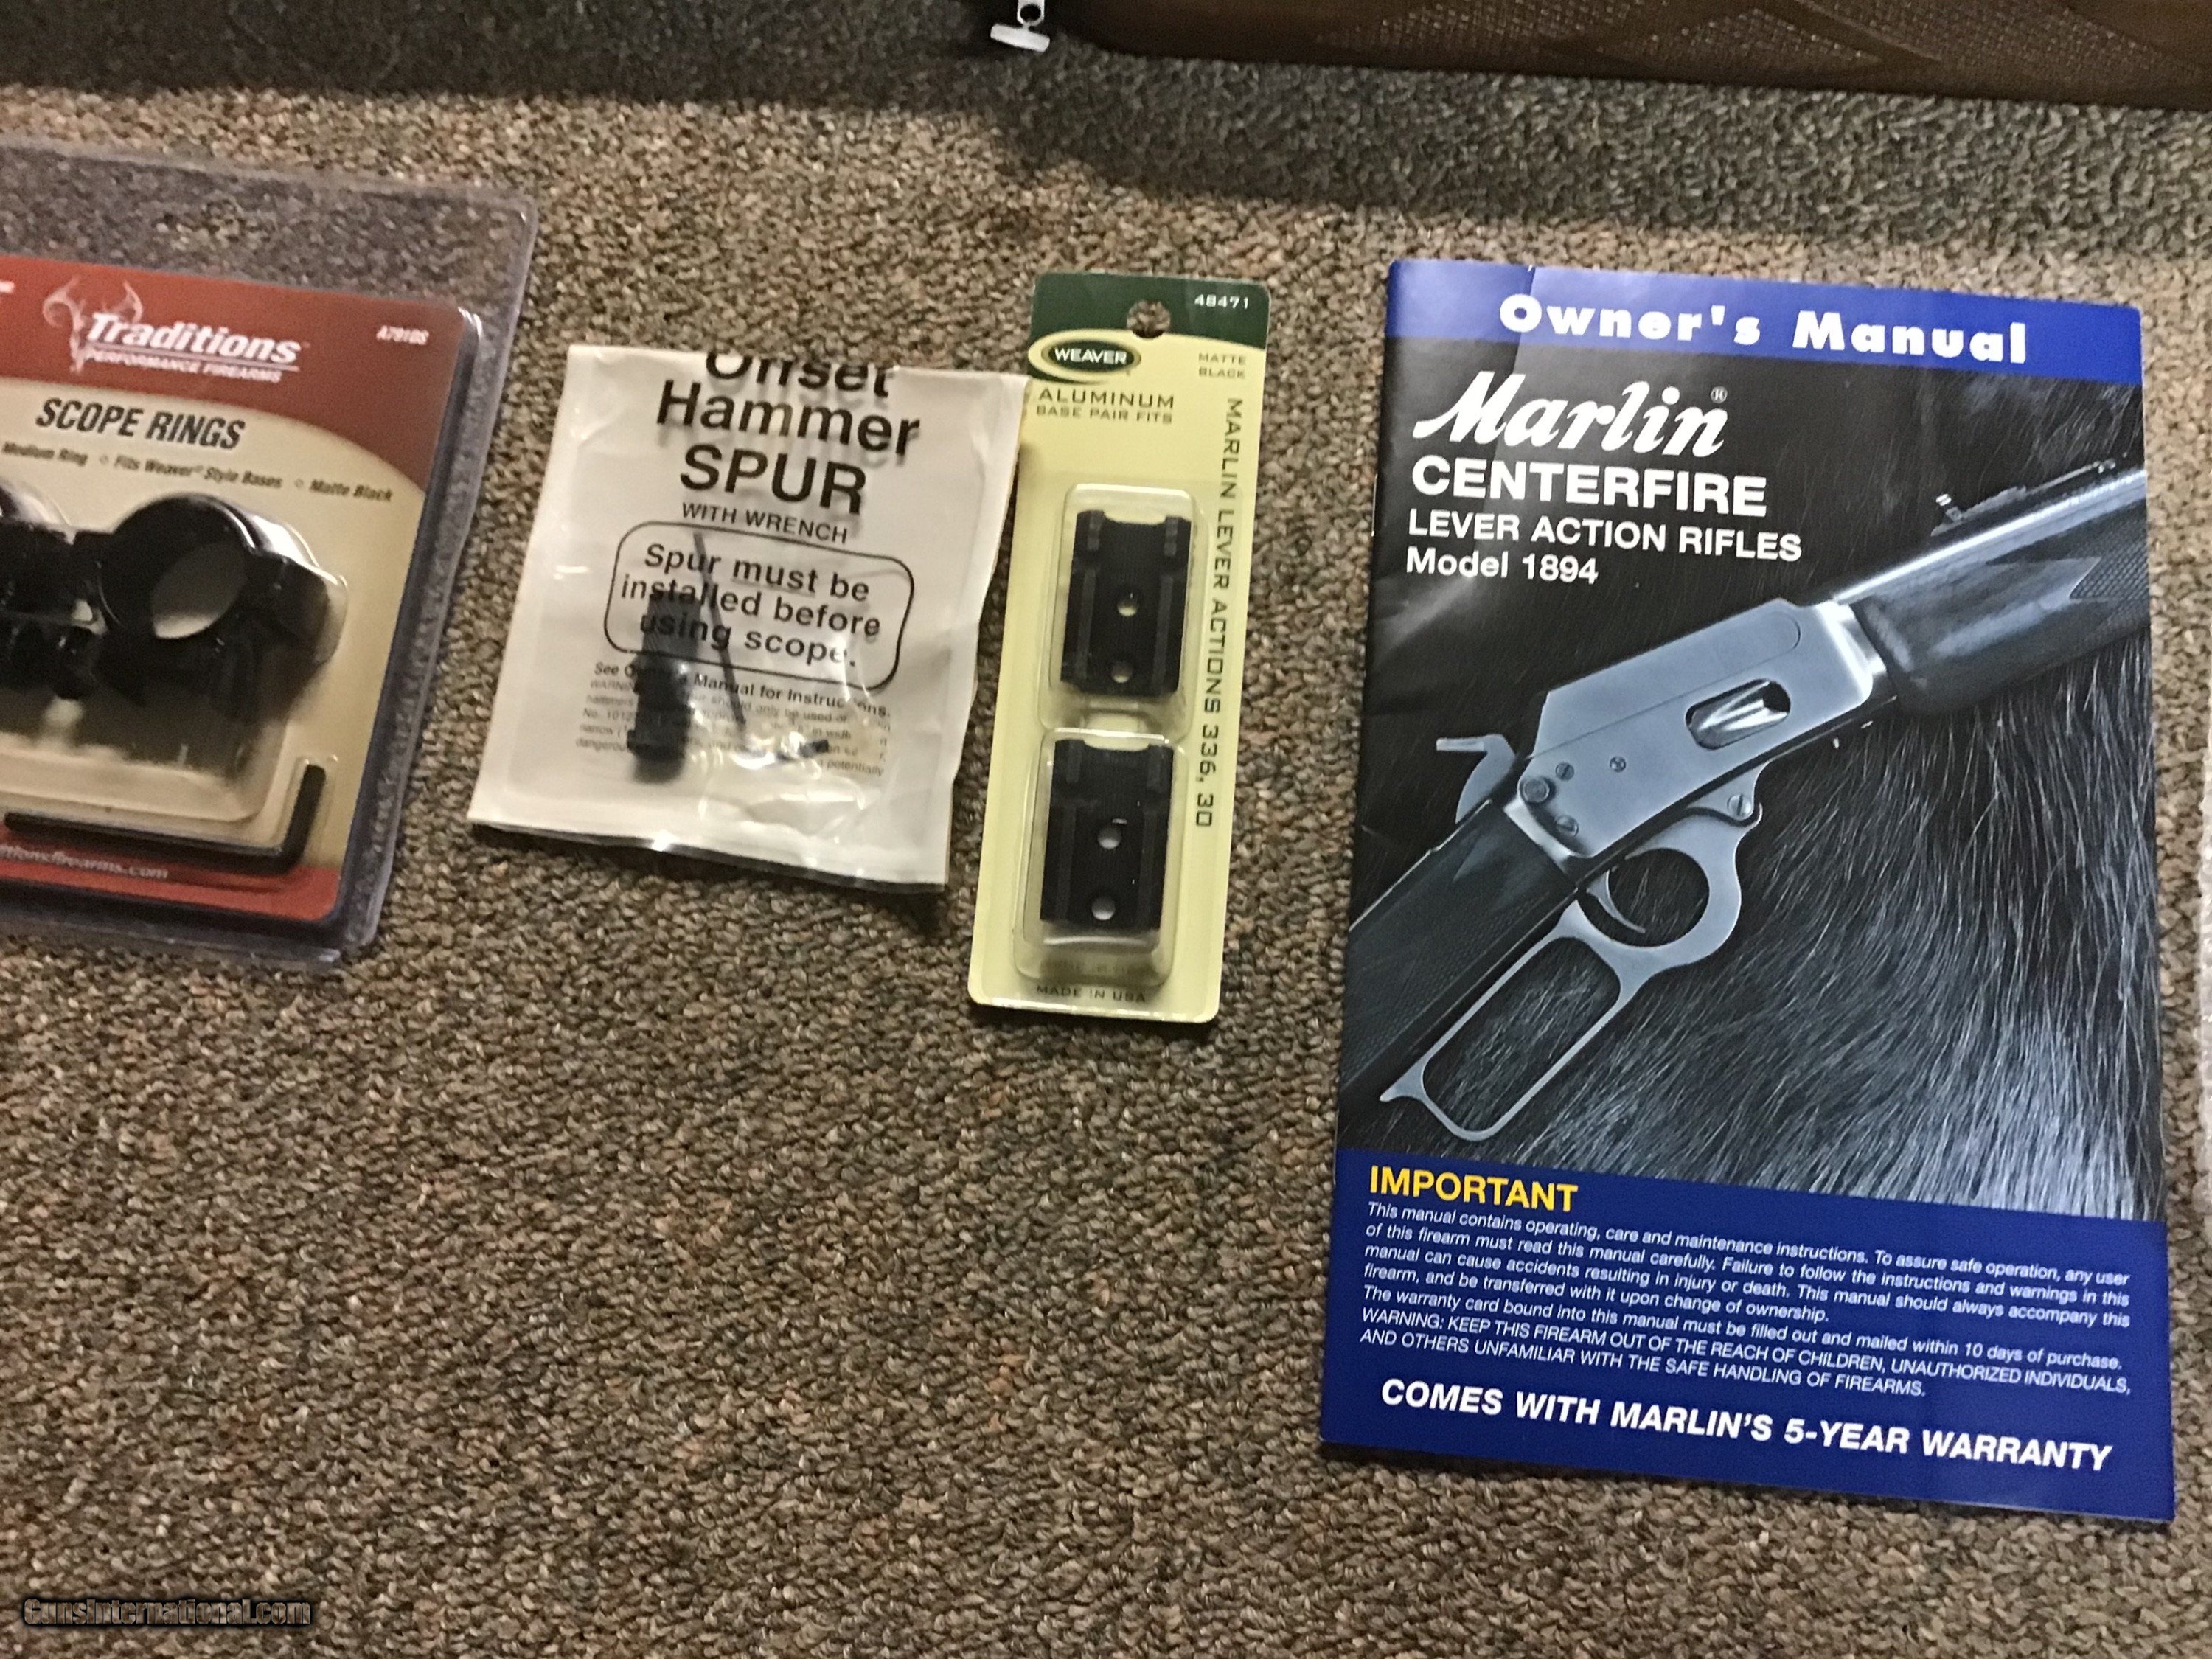 Traditions
PERFORMANCE FIREARMS
SCOPE RINGS
Medium Ring ◇ Fits Weaver® Style Bases ◇ Matte Black
Offset
Hammer
SPUR
WITH WRENCH
Spur must be
installed before
using scope.
See Owner's Manual for Instructions.
potentially
48471
WEAVER
MATTE
BLACK
ALUMINUM
BASE PAIR FITS
MARLIN LEVER ACTIONS 336, 30
MADE IN USA
Owner's Manual
Marlin®
CENTERFIRE
LEVER ACTION RIFLES
Model 1894
IMPORTANT
This manual contains operating, care and maintenance instructions. To assure safe operation, any user
of this firearm must read this manual carefully. Failure to follow the instructions and warnings in this
manual can cause accidents resulting in injury or death. This manual should always accompany this
firearm, and be transferred with it upon change of ownership.
The warranty card bound into this manual must be filled out and mailed within 10 days of purchase.
WARNING: KEEP THIS FIREARM OUT OF THE REACH OF CHILDREN, UNAUTHORIZED INDIVIDUALS,
AND OTHERS UNFAMILIAR WITH THE SAFE HANDLING OF FIREARMS.
COMES WITH MARLIN'S 5-YEAR WARRANTY
GunsInternational.com